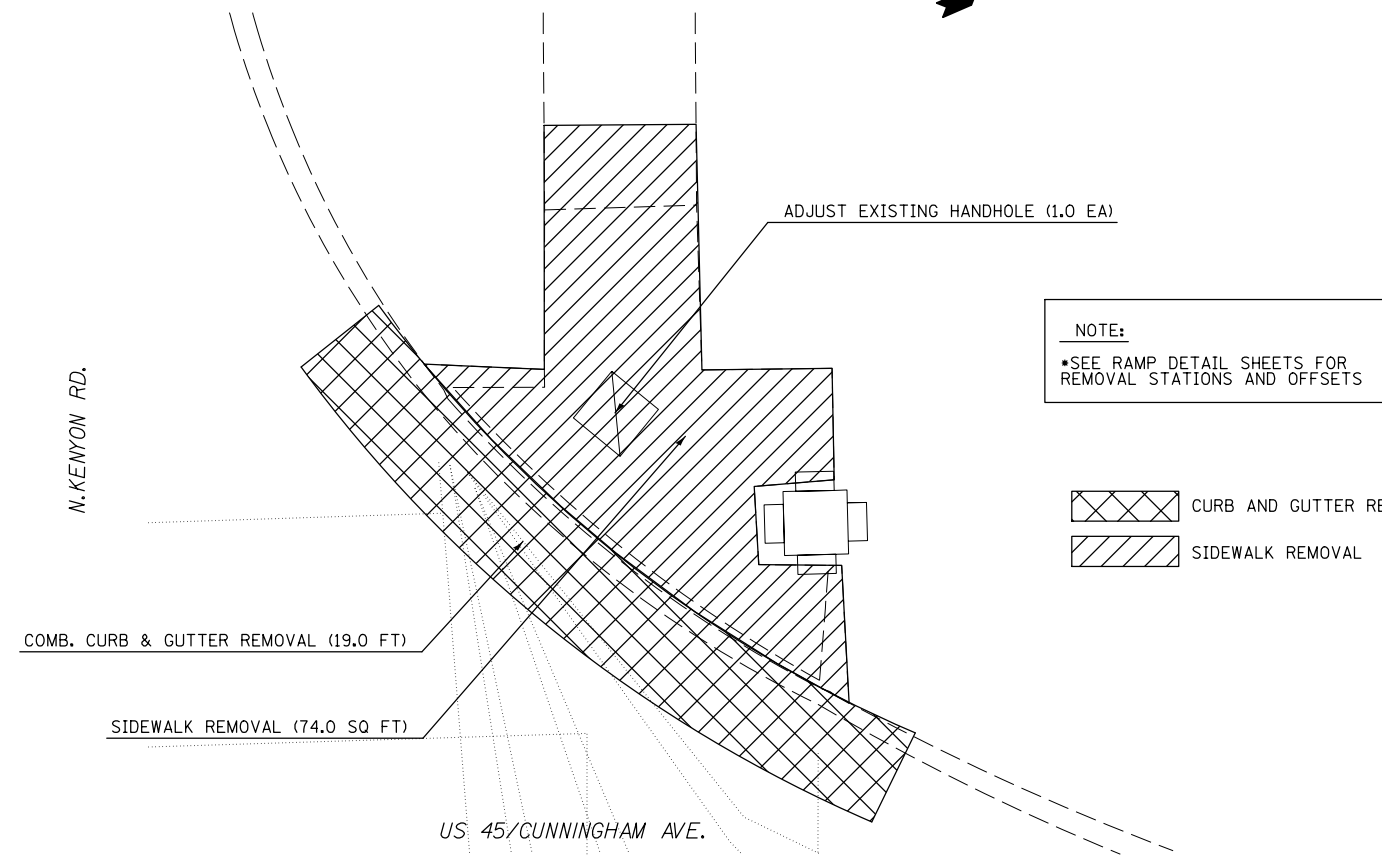 ADJUST EXISTING HANDHOLE (1.0 EA)
NOTE:
*SEE RAMP DETAIL SHEETS FOR
REMOVAL STATIONS AND OFFSETS
N.KENYON RD.
CURB AND GUTTER RE
SIDEWALK REMOVAL
COMB. CURB & GUTTER REMOVAL (19.0 FT)
SIDEWALK REMOVAL (74.0 SQ FT)
US 45/CUNNINGHAM AVE.